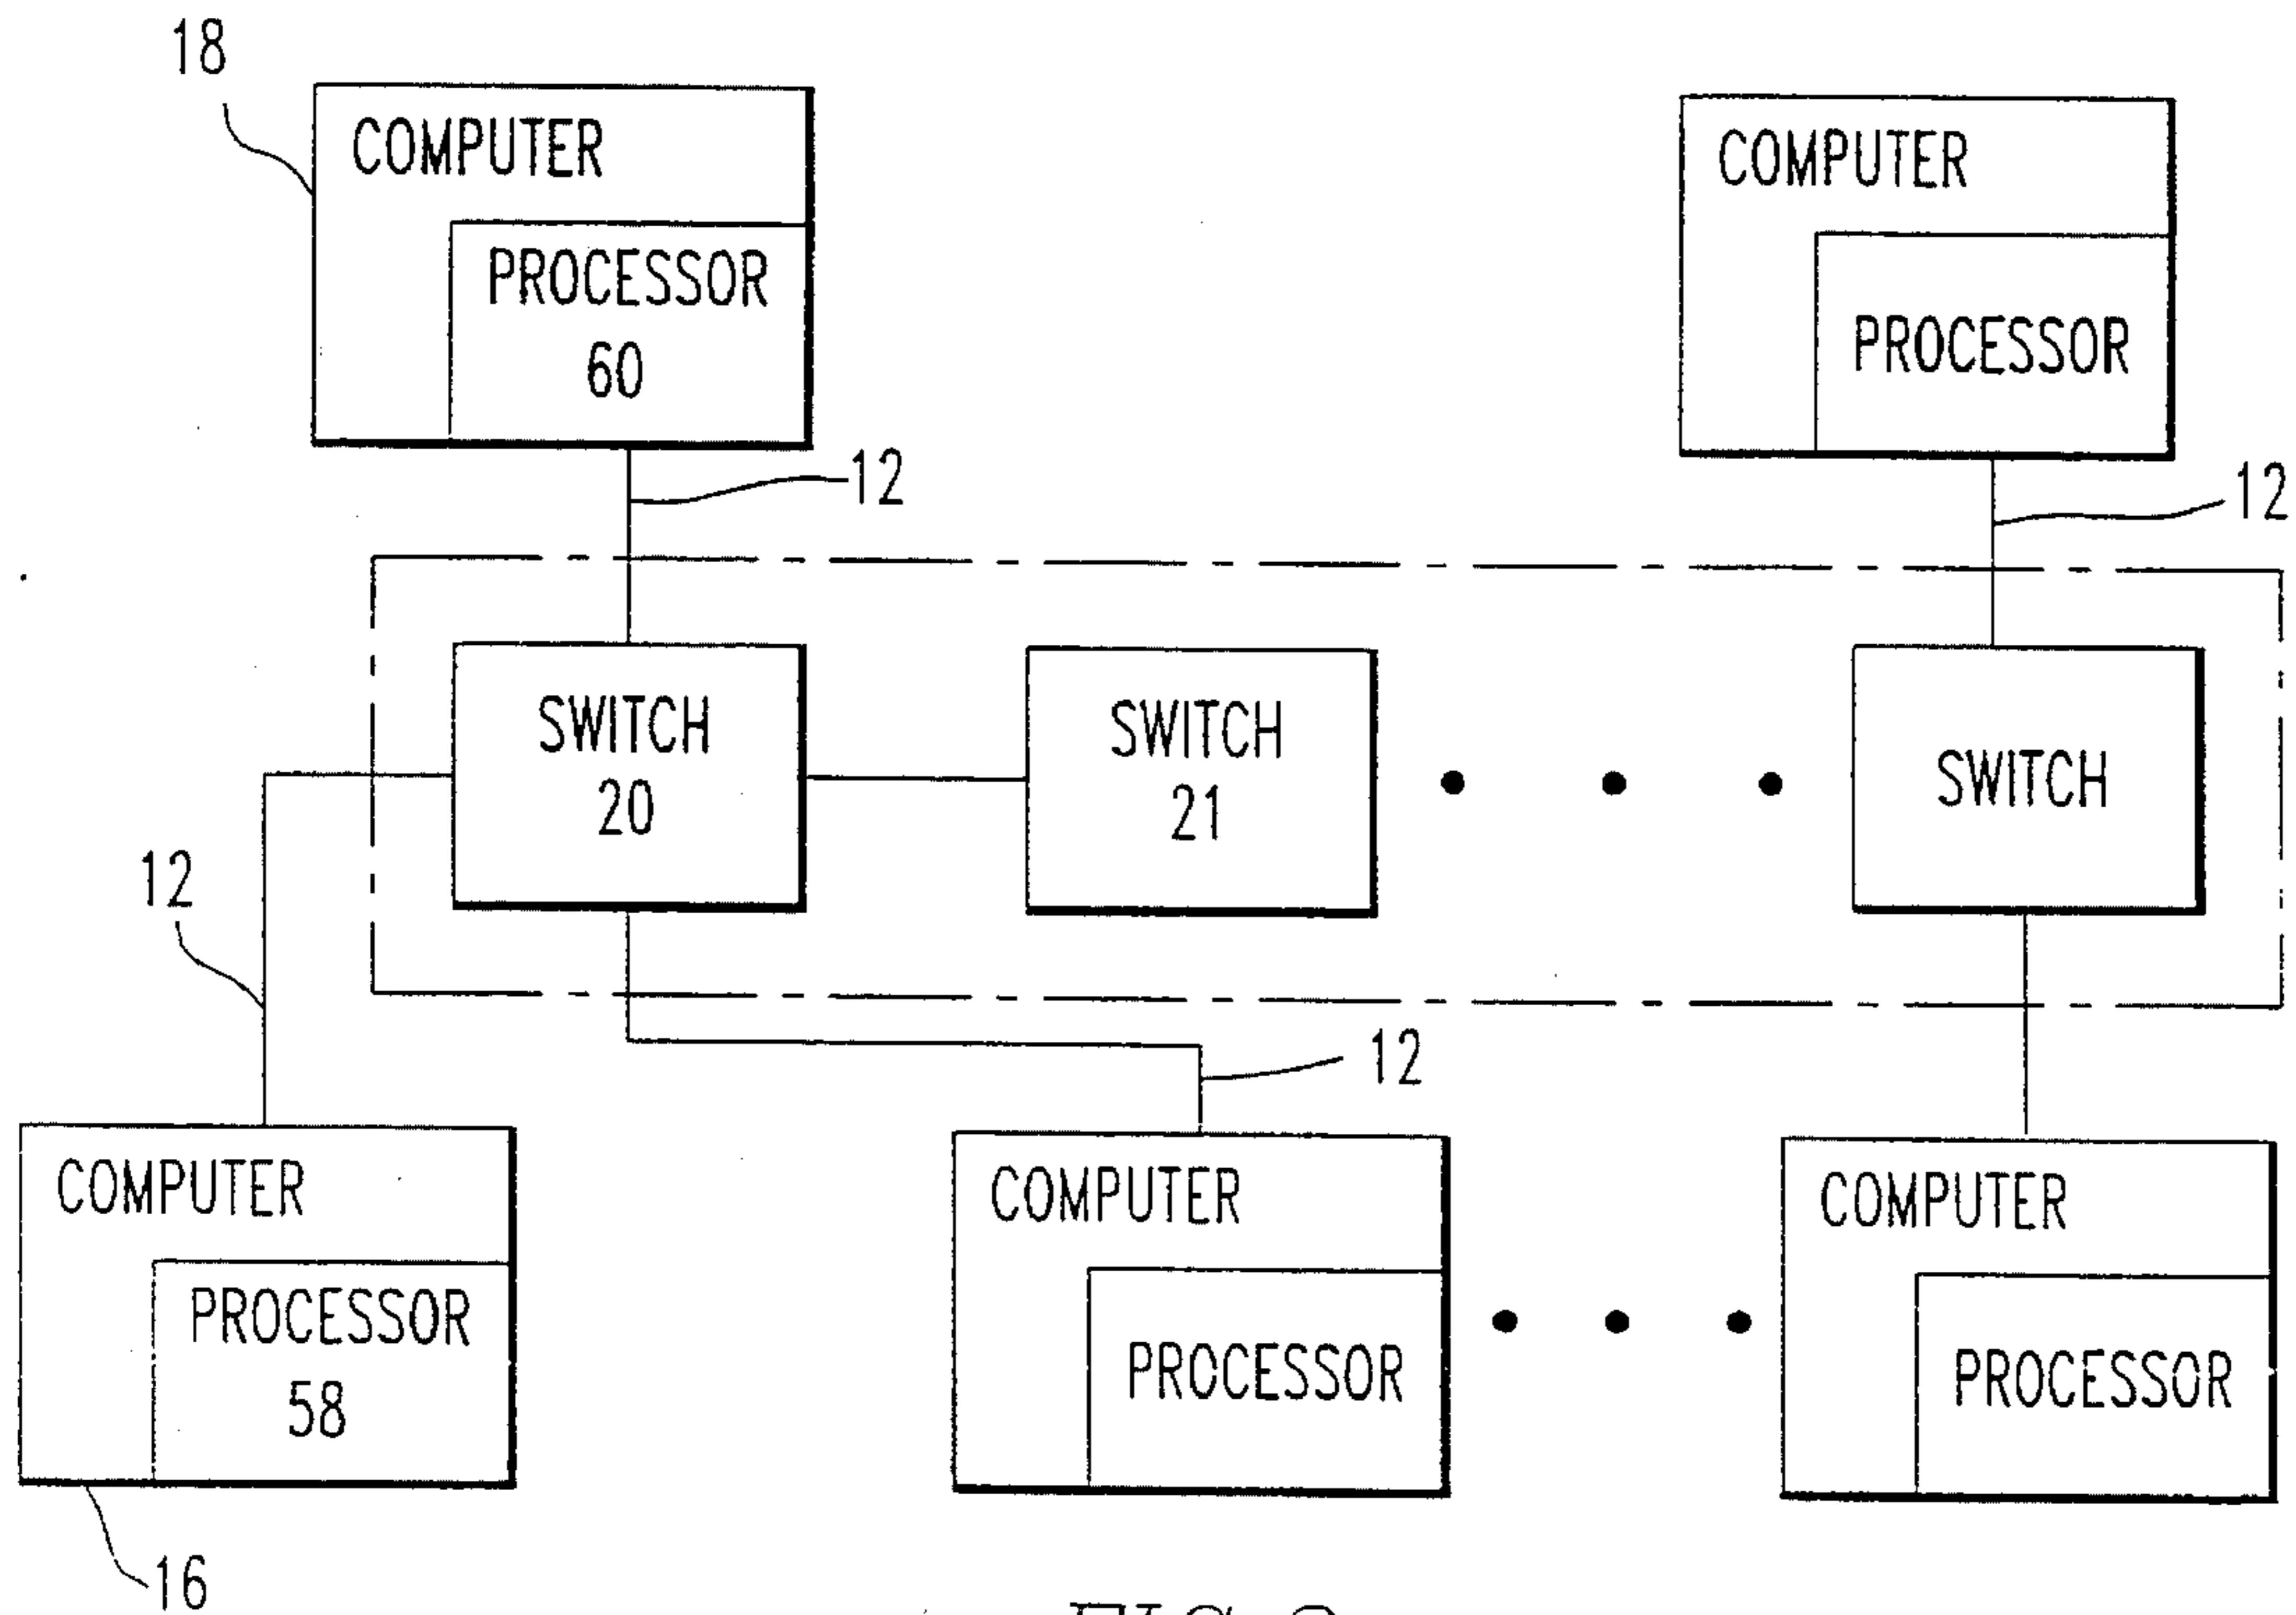 18
COMPUTER
PROCESSOR
60
COMPUTER
PROCESSOR
12
12
SWITCH
20
SWITCH
21
SWITCH
12
12
COMPUTER
PROCESSOR
58
COMPUTER
PROCESSOR
COMPUTER
PROCESSOR
16